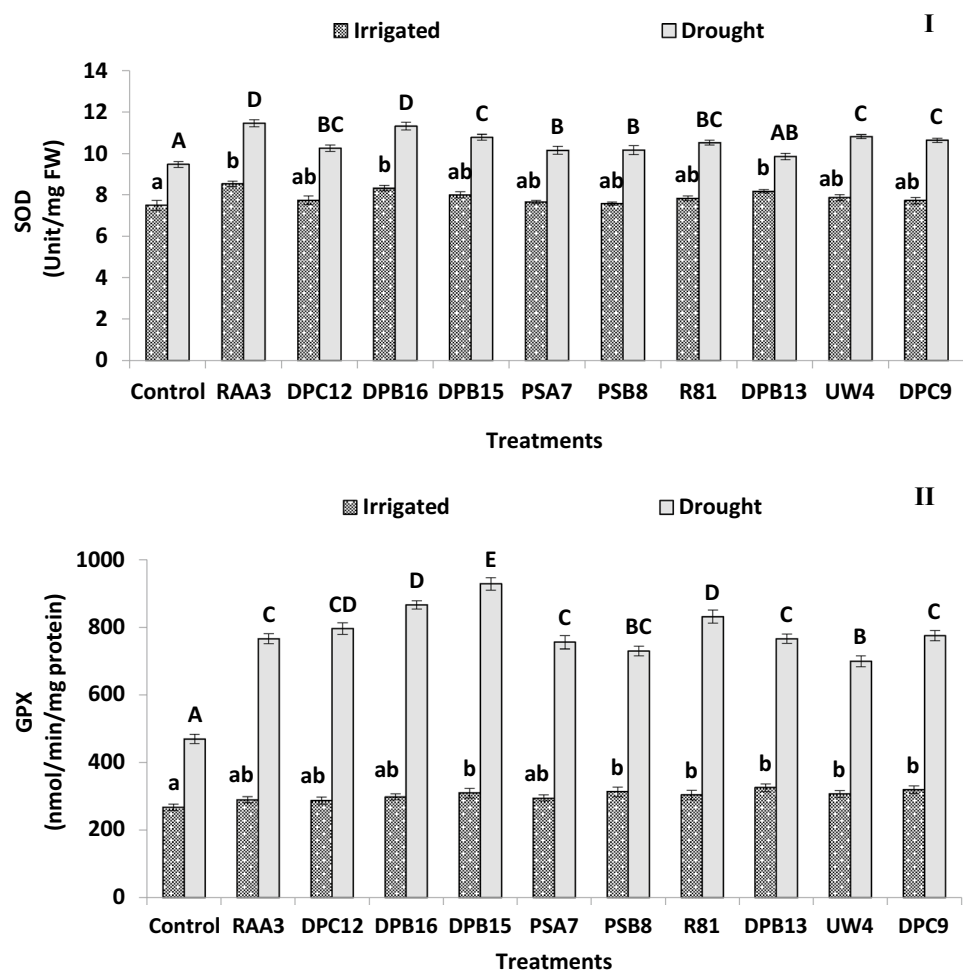 Irrigated Drought I
14
12
10
8
6
4
2
0
SOD
(Unit/mg FW)
a A b D ab BC b D ab C ab B ab B ab BC b AB ab C ab C
Control RAA3 DPC12 DPB16 DPB15 PSA7 PSB8 R81 DPB13 UW4 DPC9
Treatments
Irrigated Drought II
1000
800
600
400
200
0
GPX
(nmol/min/mg protein)
a A ab C ab CD ab D b E ab C b BC b D b C b B b C
Control RAA3 DPC12 DPB16 DPB15 PSA7 PSB8 R81 DPB13 UW4 DPC9
Treatments